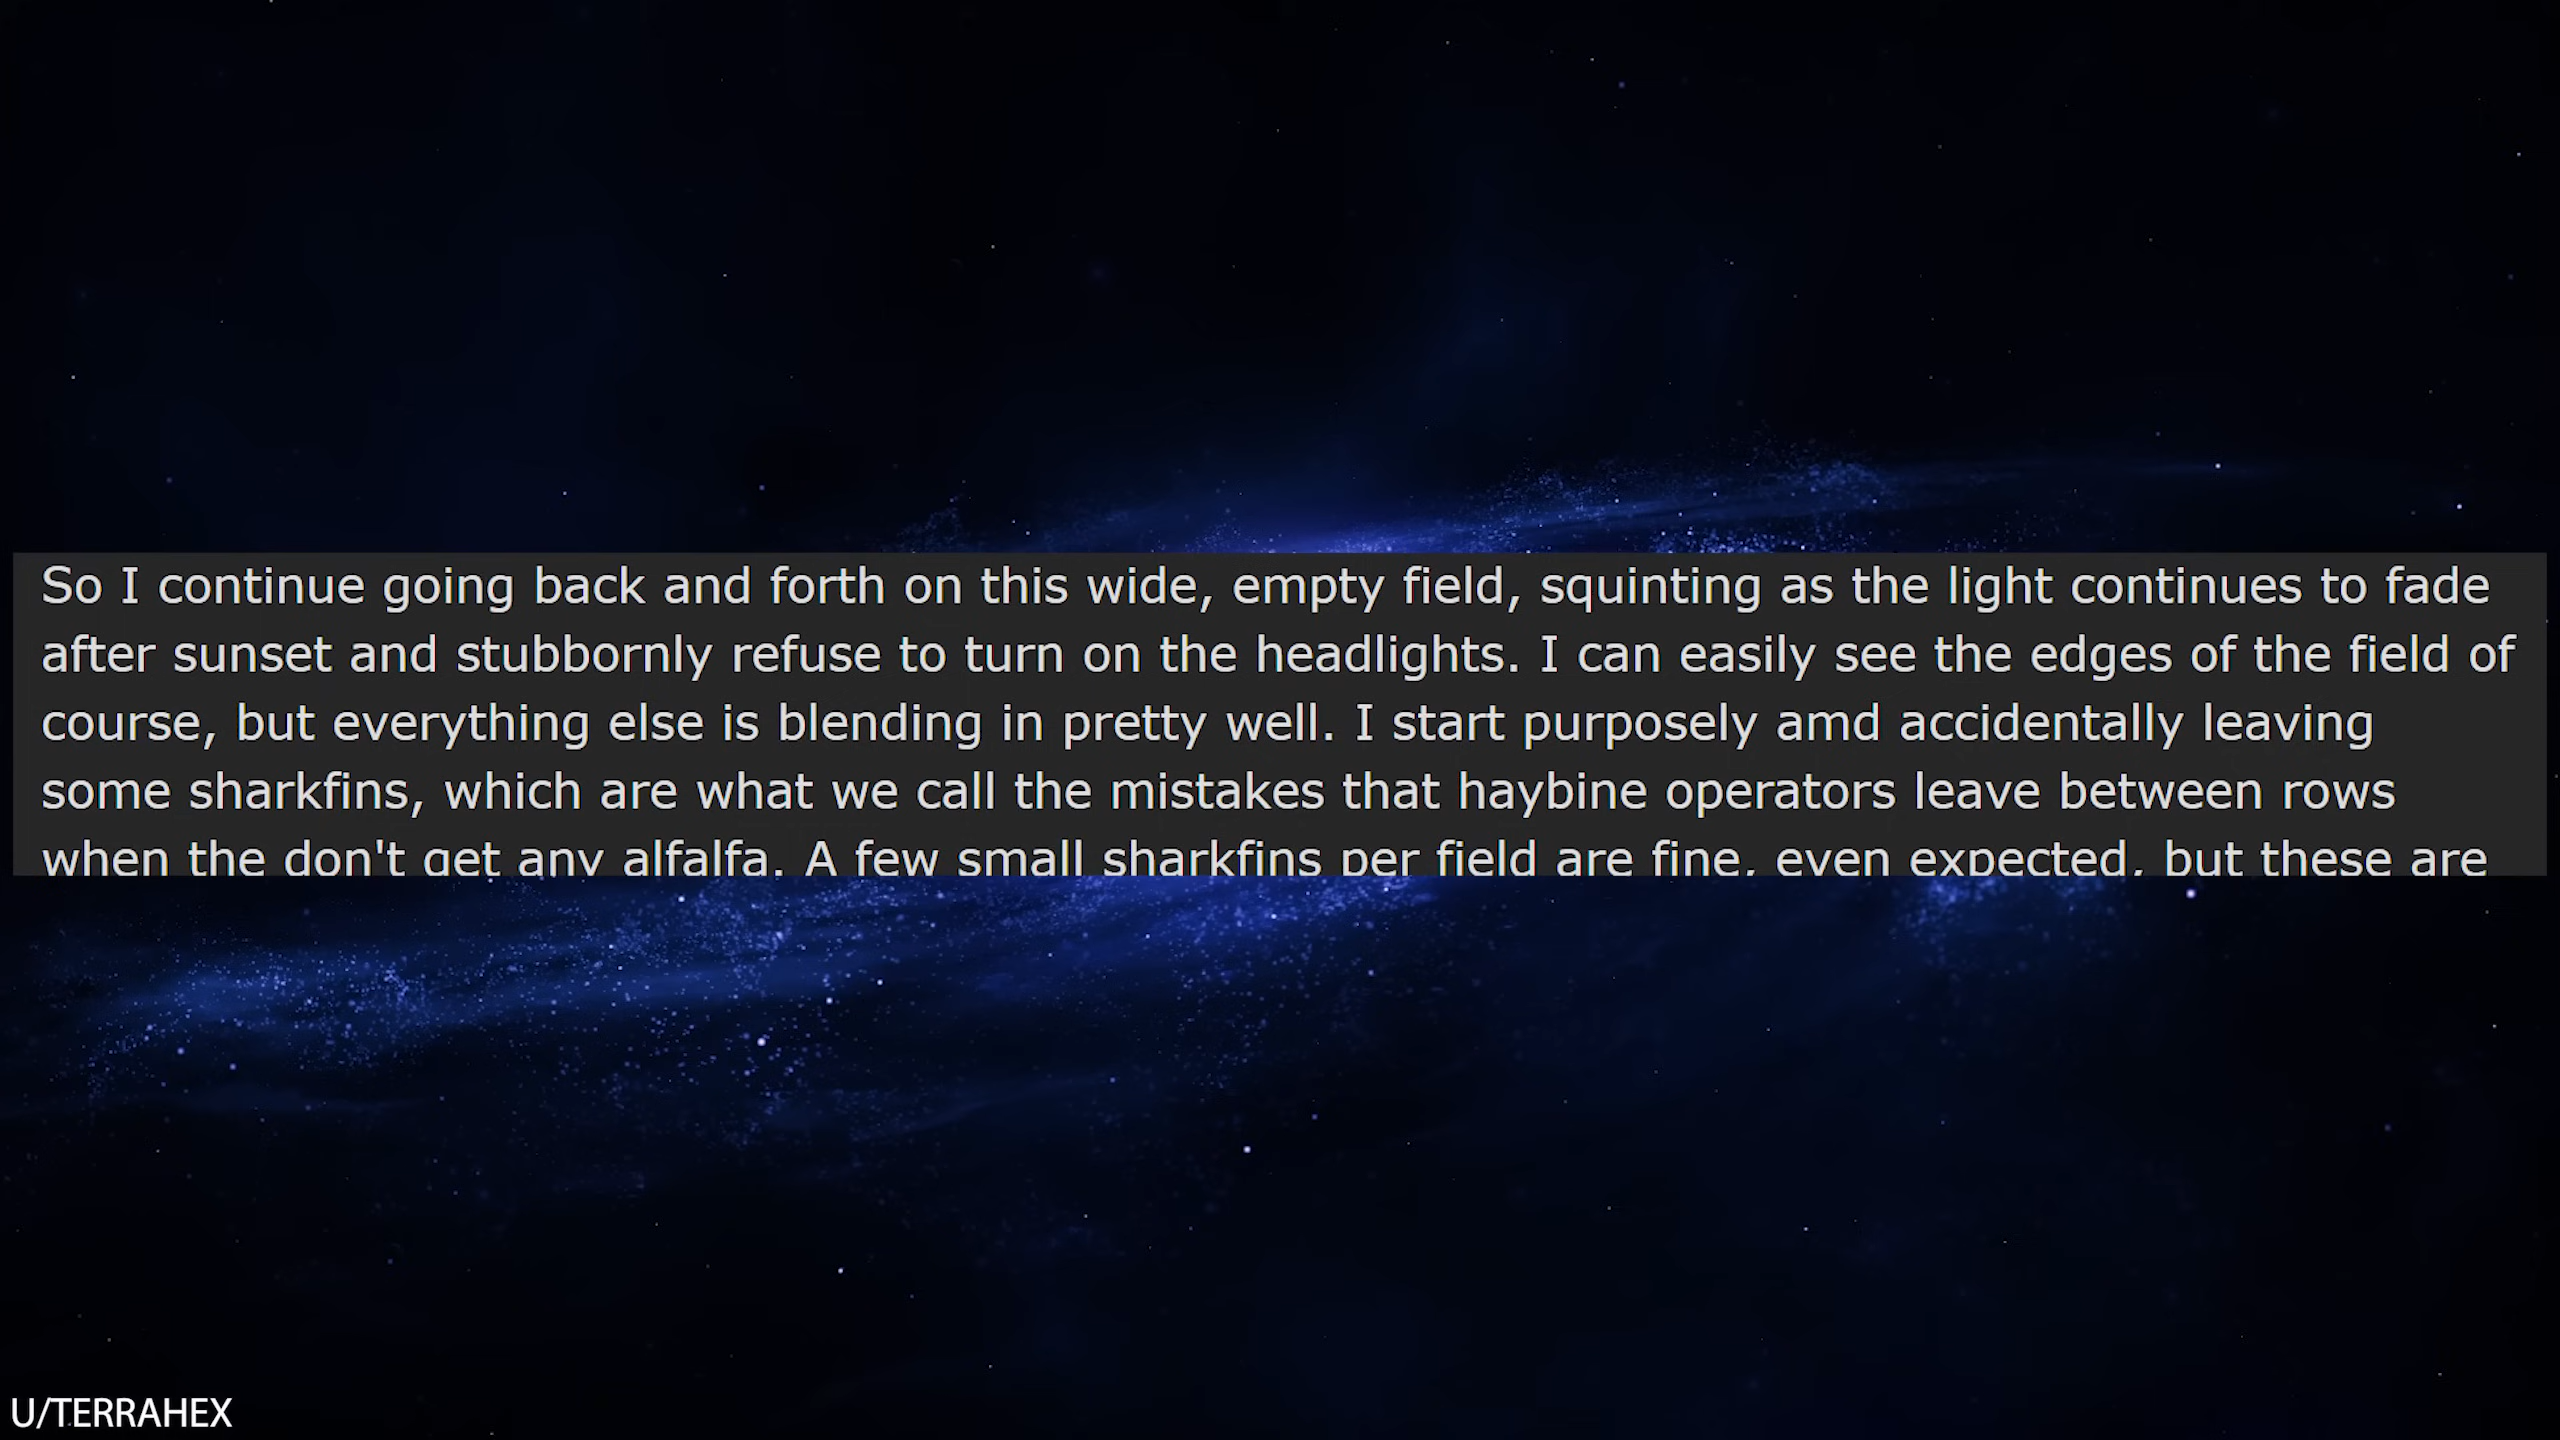 So I continue going back and forth on this wide, empty field, squinting as the light continues to fade
after sunset and stubbornly refuse to turn on the headlights. I can easily see the edges of the field of
course, but everything else is blending in pretty well. I start purposely amd accidentally leaving
some sharkfins, which are what we call the mistakes that haybine operators leave between rows
when the don't get any alfalfa. A few small sharkfins per field are fine, even expected, but these are
U/TERRAHEX